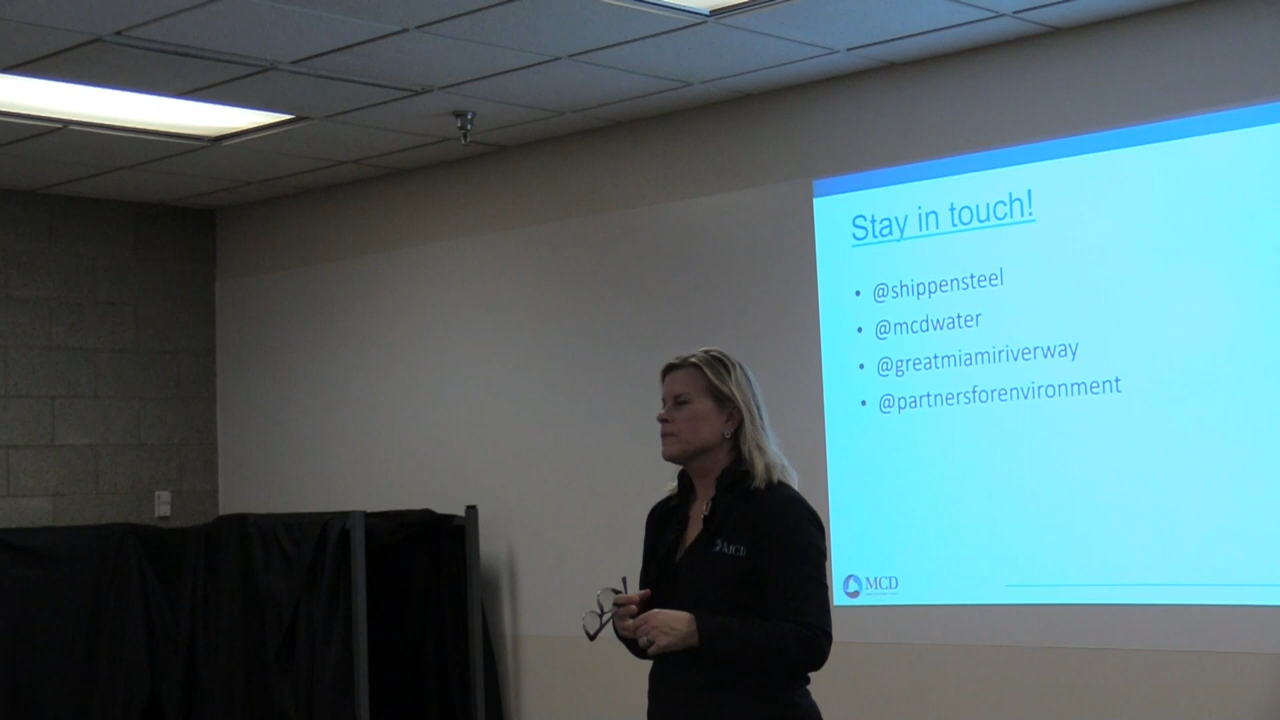 Stay in touch!
• @shippensteel
• @mcdwater
• @greatmiamiriverway
• @partnersforenvironment
MCD
MCD